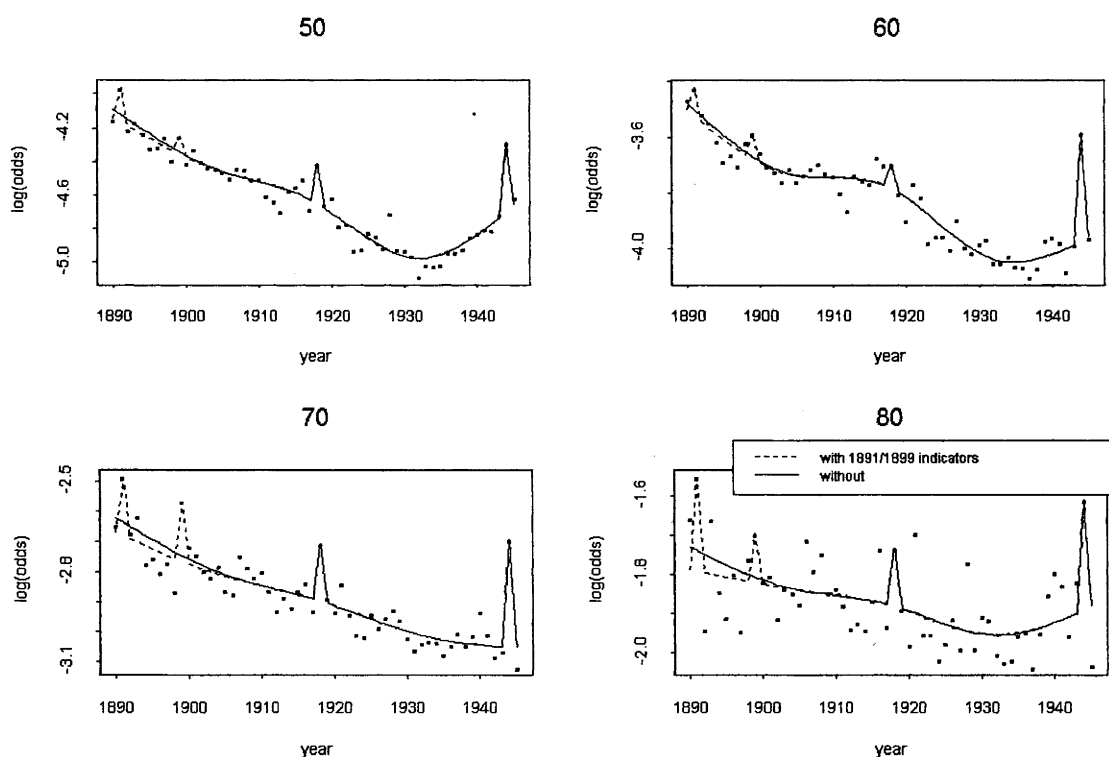 50
60
log(odds)
-4.2
-4.6
-5.0
1890 1900 1910 1920 1930 1940
year
log(odds)
-3.6
-4.0
1890 1900 1910 1920 1930 1940
year
70
80
log(odds)
-2.5
-2.8
-3.1
1890 1900 1910 1920 1930 1940
year
with 1891/1899 indicators
without
log(odds)
-1.6
-1.8
-2.0
1890 1900 1910 1920 1930 1940
year